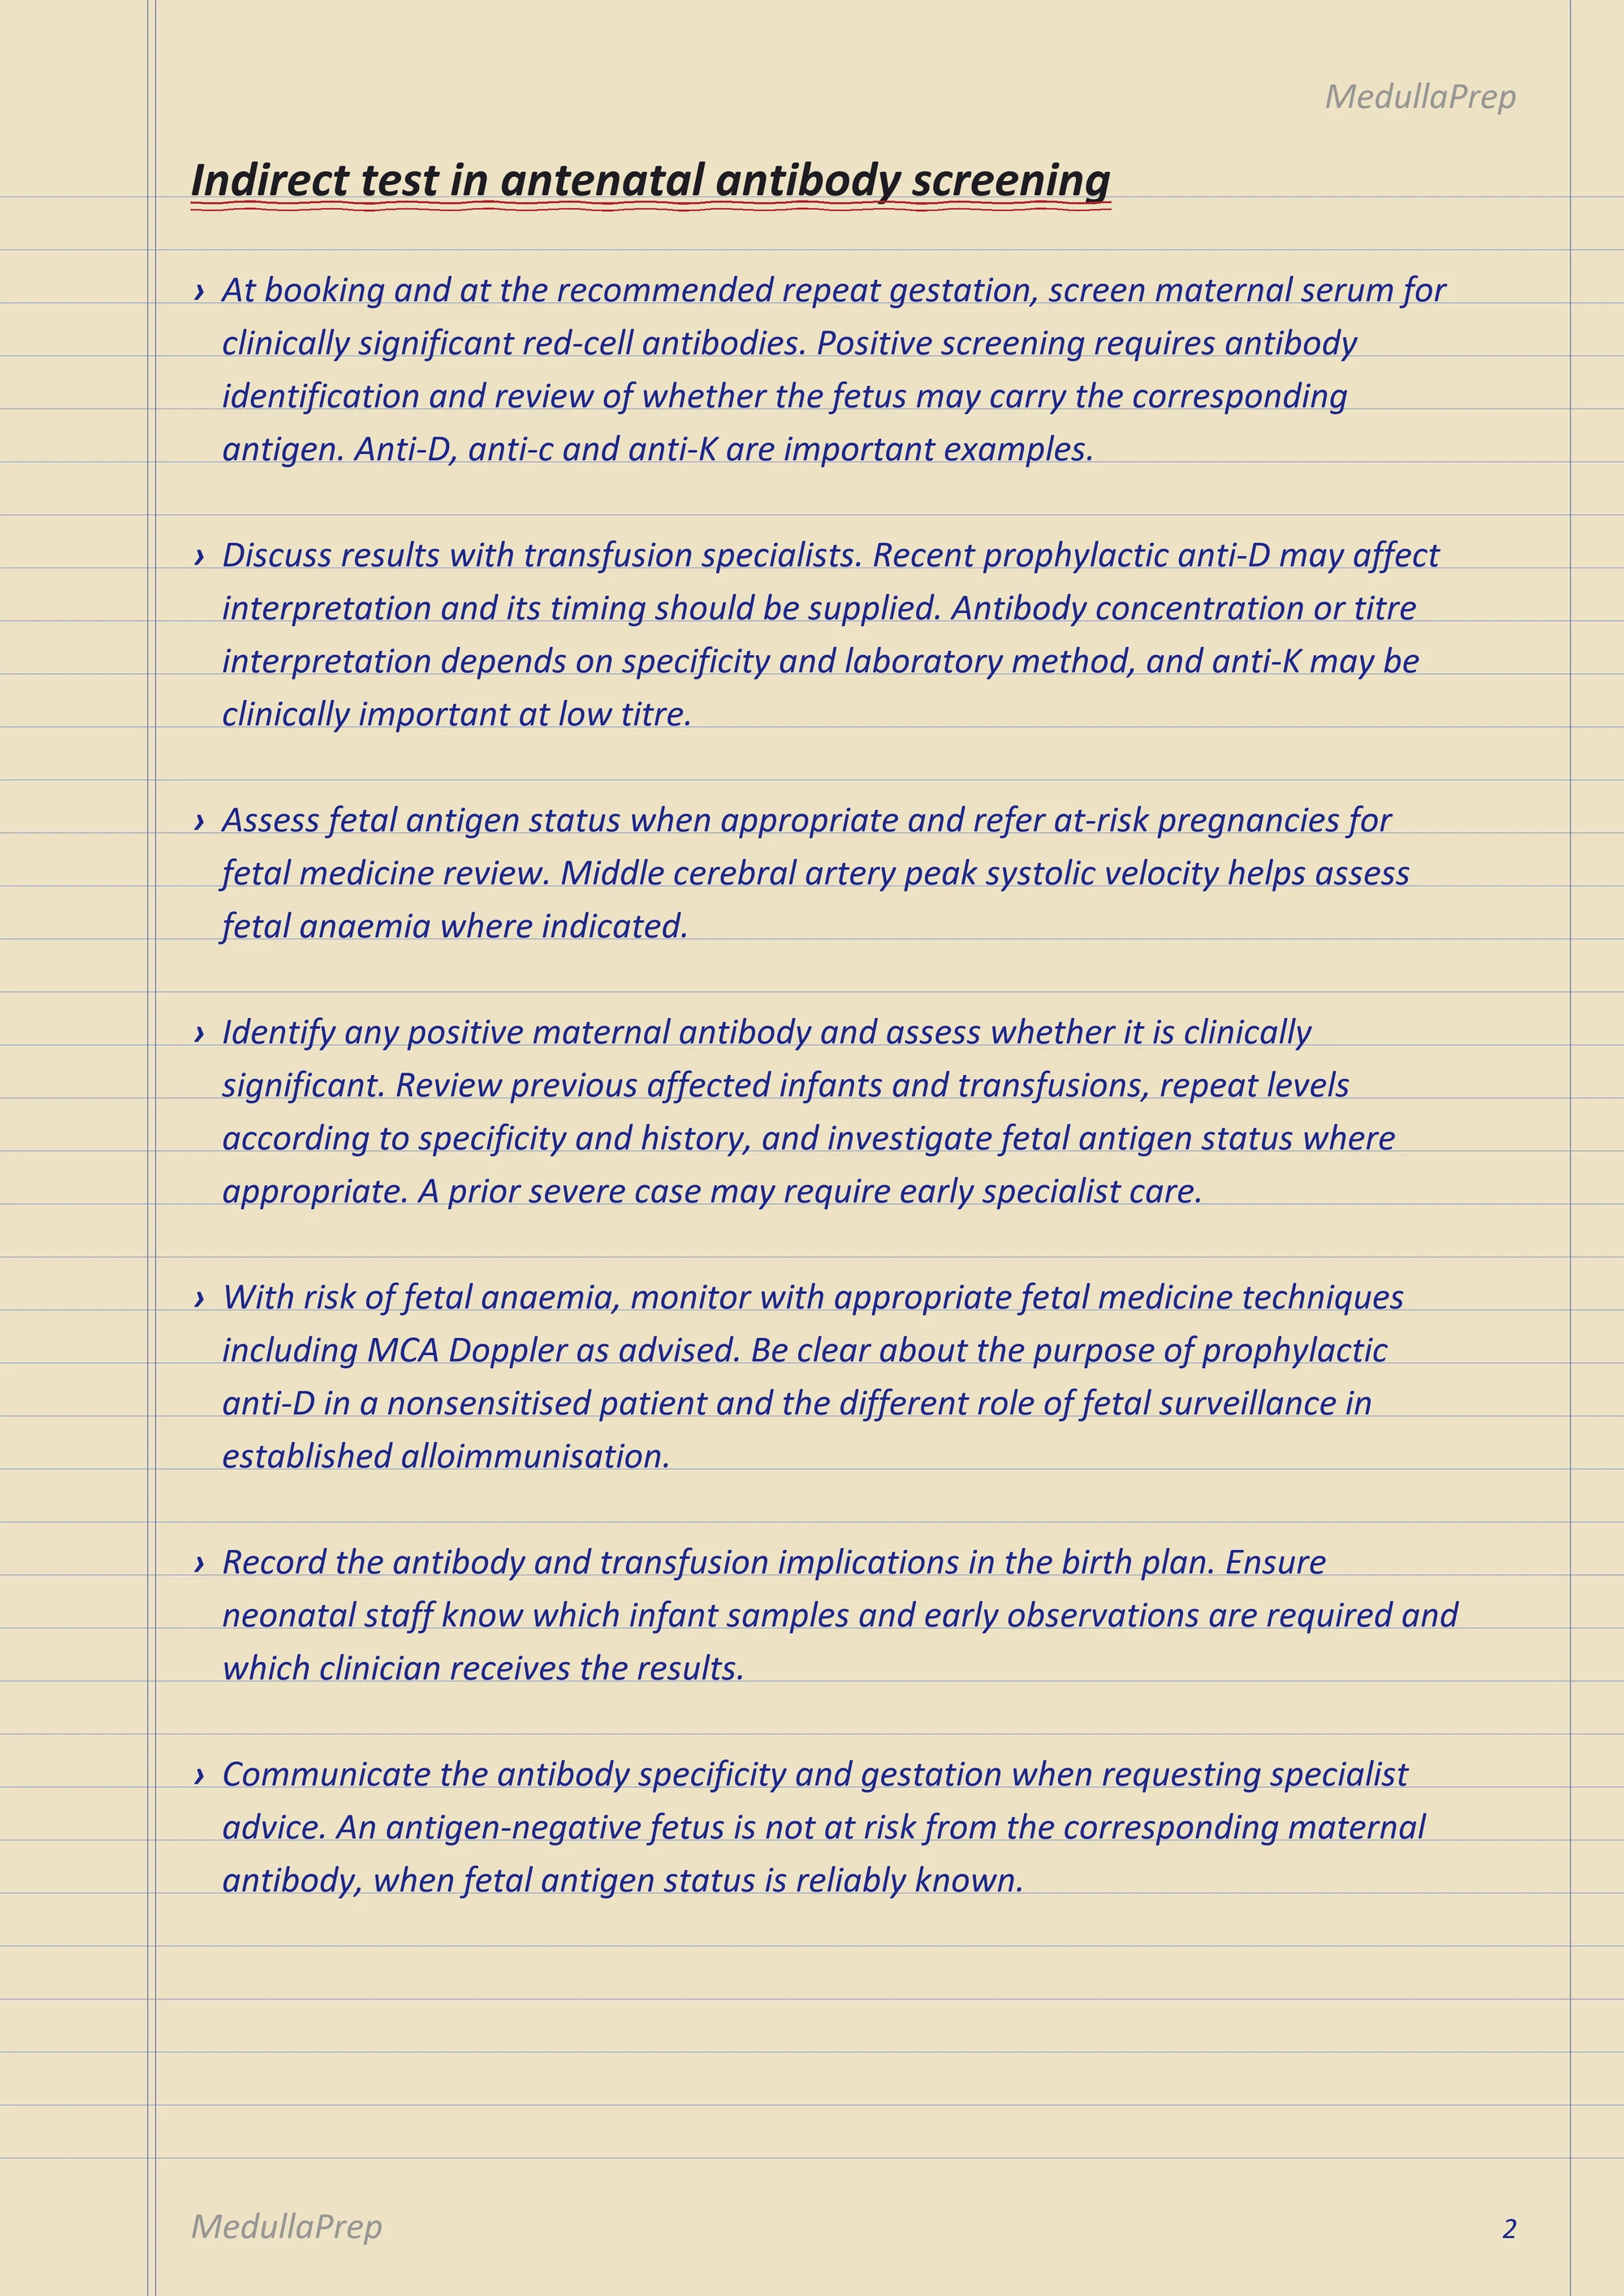 MedullaPrep
Indirect test in antenatal antibody screening
› At booking and at the recommended repeat gestation, screen maternal serum for
clinically significant red-cell antibodies. Positive screening requires antibody
identification and review of whether the fetus may carry the corresponding
antigen. Anti-D, anti-c and anti-K are important examples.
› Discuss results with transfusion specialists. Recent prophylactic anti-D may affect
interpretation and its timing should be supplied. Antibody concentration or titre
interpretation depends on specificity and laboratory method, and anti-K may be
clinically important at low titre.
› Assess fetal antigen status when appropriate and refer at-risk pregnancies for
fetal medicine review. Middle cerebral artery peak systolic velocity helps assess
fetal anaemia where indicated.
› Identify any positive maternal antibody and assess whether it is clinically
significant. Review previous affected infants and transfusions, repeat levels
according to specificity and history, and investigate fetal antigen status where
appropriate. A prior severe case may require early specialist care.
› With risk of fetal anaemia, monitor with appropriate fetal medicine techniques
including MCA Doppler as advised. Be clear about the purpose of prophylactic
anti-D in a nonsensitised patient and the different role of fetal surveillance in
established alloimmunisation.
› Record the antibody and transfusion implications in the birth plan. Ensure
neonatal staff know which infant samples and early observations are required and
which clinician receives the results.
› Communicate the antibody specificity and gestation when requesting specialist
advice. An antigen-negative fetus is not at risk from the corresponding maternal
antibody, when fetal antigen status is reliably known.
MedullaPrep
2